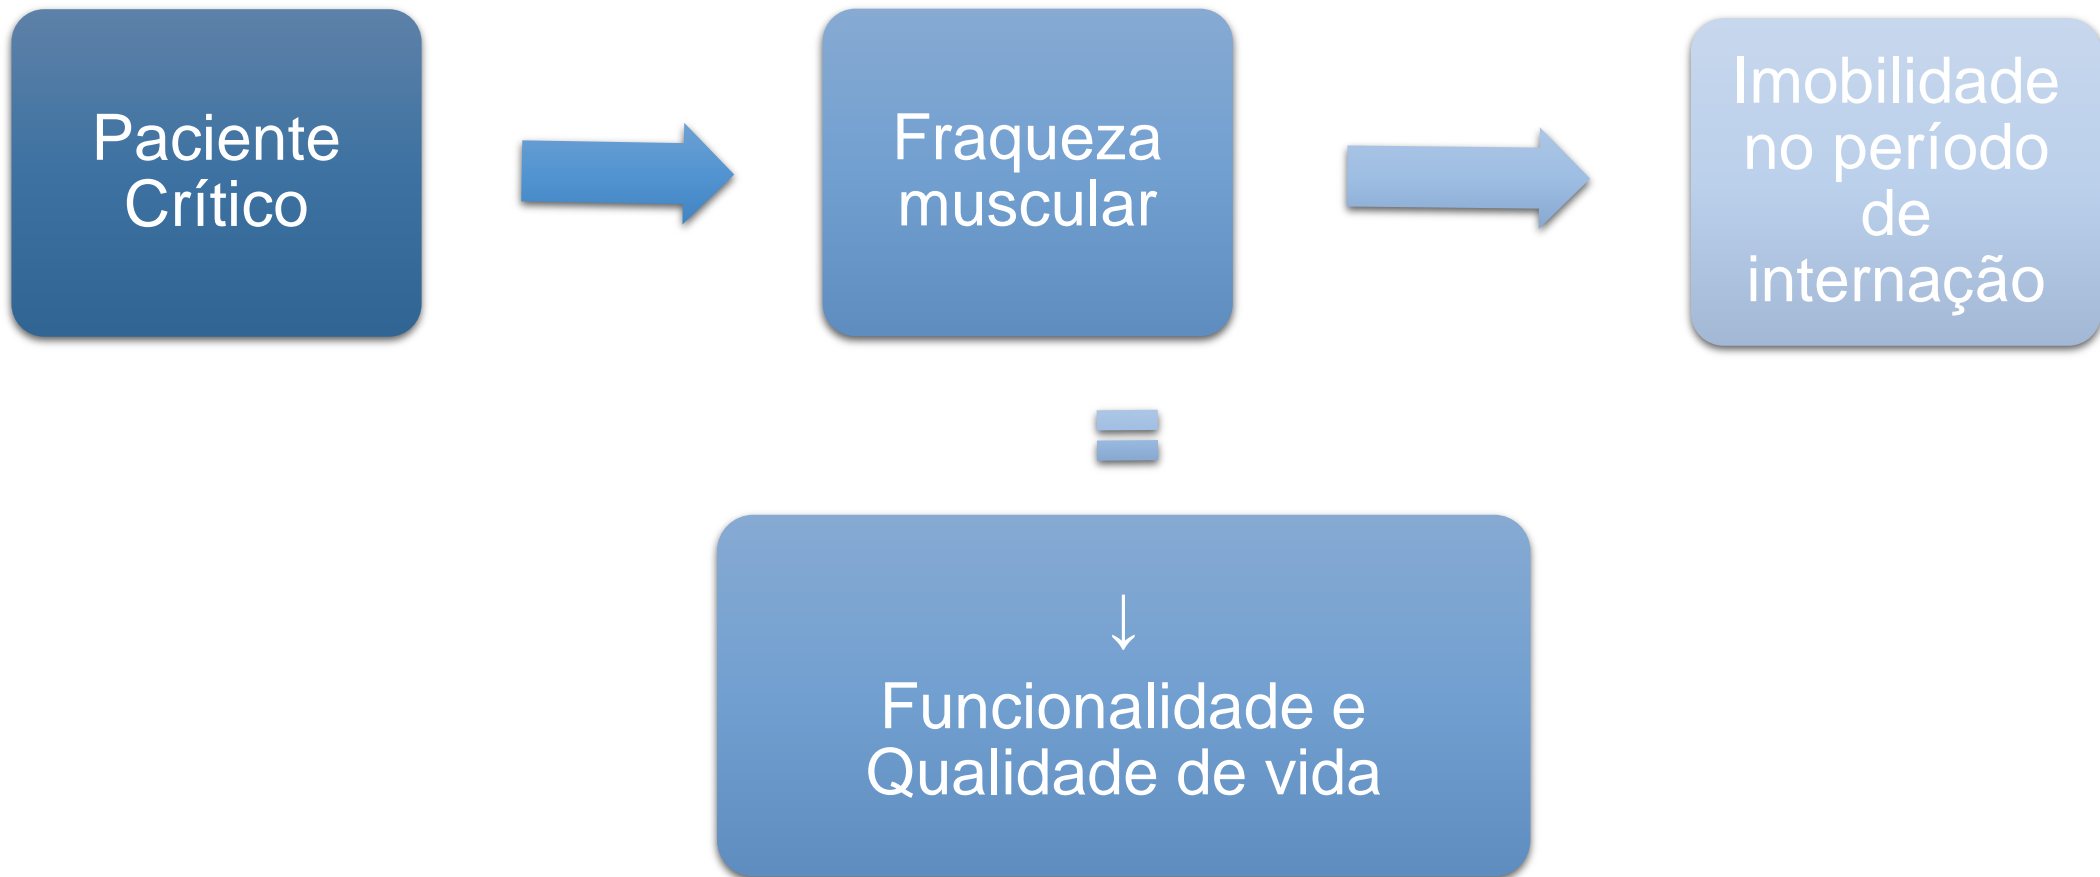 Paciente
Crítico
Fraqueza
muscular
Imobilidade
no período
de
internação
=
↓
Funcionalidade e
Qualidade de vida